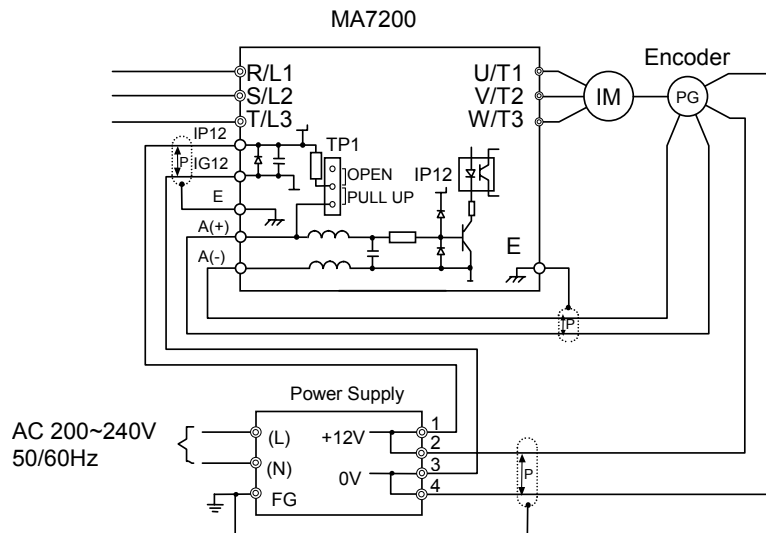 MA7200
Encoder
R/L1
U/T1
S/L2
V/T2
IM
PG
T/L3
W/T3
IP12
TP1
P
IG12
OPEN
IP12
E
PULL UP
A(+)
E
A(-)
P
Power Supply
AC 200~240V
50/60Hz
(L)
+12V
1
2
(N)
0V
3
4
P
FG